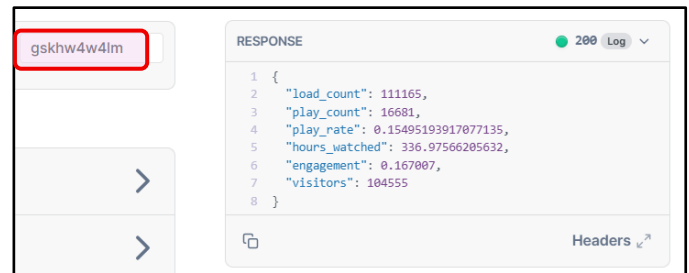 gskhw4w4lm
RESPONSE
200 Log
1 {
2 "load_count": 111165,
3 "play_count": 16681,
4 "play_rate": 0.15495193917077135,
5 "hours_watched": 336.97566205632,
6 "engagement": 0.167007,
7 "visitors": 104555
8 }
Headers